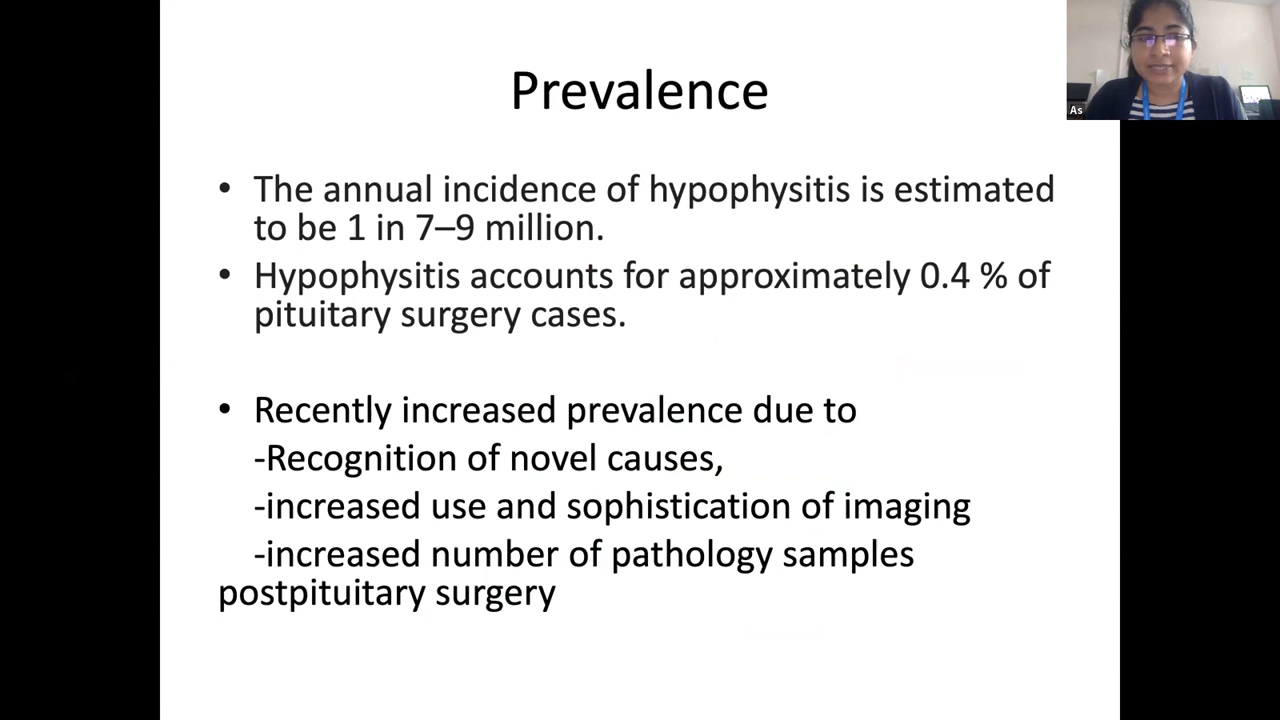 Prevalence
• The annual incidence of hypophysitis is estimated
to be 1 in 7–9 million.
• Hypophysitis accounts for approximately 0.4 % of
pituitary surgery cases.
• Recently increased prevalence due to
-Recognition of novel causes,
-increased use and sophistication of imaging
-increased number of pathology samples
postpituitary surgery
As